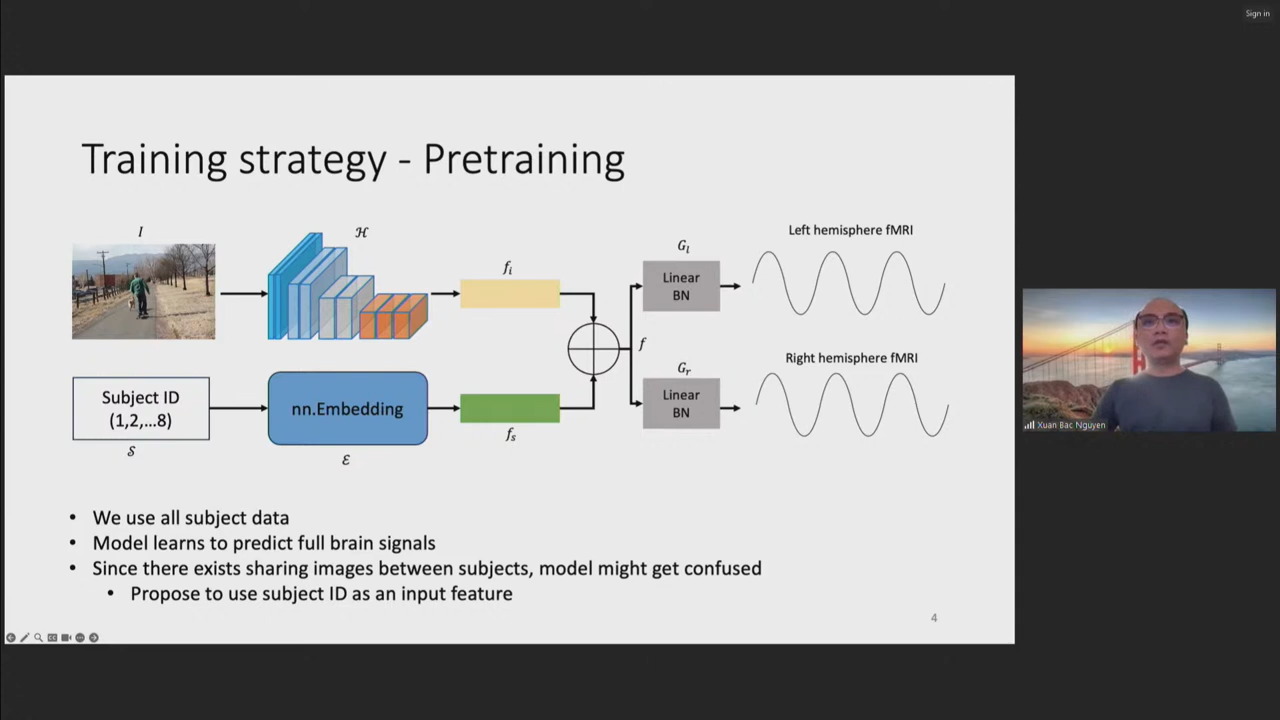 Sign in
Training strategy - Pretraining
I
ℋ
f_i
G_l
Linear
BN
Left hemisphere fMRI
f
Subject ID
(1,2,...8)
S
nn.Embedding
ℰ
f_s
G_r
Linear
BN
Right hemisphere fMRI
• We use all subject data
• Model learns to predict full brain signals
• Since there exists sharing images between subjects, model might get confused
• Propose to use subject ID as an input feature
4
Xuan Bac Nguyen